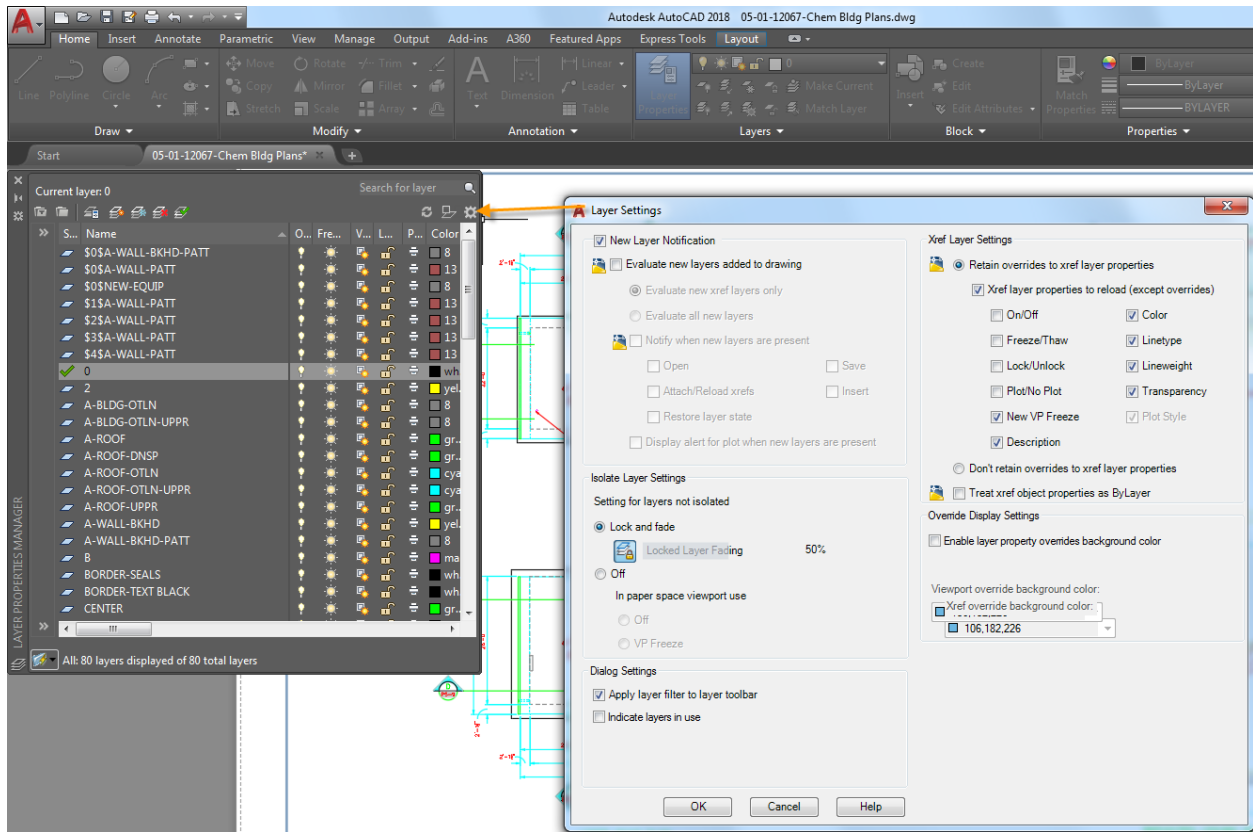 Autodesk AutoCAD 2018 05-01-12067-Chem Bldg Plans.dwg
Home Insert Annotate Parametric View Manage Output Add-ins A360 Featured Apps Express Tools Layout
Line Polyline Circle Arc
Move Rotate Trim
Copy Mirror Fillet
Stretch Scale Array
Text Dimension
Linear
Leader
Table
Layer Properties
0
Make Current
Match Layer
Insert
Create
Edit
Edit Attributes
Match Properties
ByLayer
ByLayer
BYLAYER
Draw Modify Annotation Layers Block Properties
Start 05-01-12067-Chem Bldg Plans*
Current layer: 0
Search for layer
S... Name O... Fre... V... L... P... Color
$0$A-WALL-BKHD-PATT 8
$0$A-WALL-PATT 13
$0$NEW-EQUIP 8
$1$A-WALL-PATT 13
$2$A-WALL-PATT 13
$3$A-WALL-PATT 13
$4$A-WALL-PATT 13
0 wh
2 yel
A-BLDG-OTLN 8
A-BLDG-OTLN-UPPR 8
A-ROOF gr..
A-ROOF-DNSP gr..
A-ROOF-OTLN cya
A-ROOF-OTLN-UPPR cya
A-ROOF-UPPR gr..
A-WALL-BKHD yel.
A-WALL-BKHD-PATT 8
B ma
BORDER-SEALS wh
BORDER-TEXT BLACK wh
CENTER gr..
LAYER PROPERTIES MANAGER
All: 80 layers displayed of 80 total layers
Layer Settings
New Layer Notification
Evaluate new layers added to drawing
Evaluate new xref layers only
Evaluate all new layers
Notify when new layers are present
Open Save
Attach/Reload xrefs Insert
Restore layer state
Display alert for plot when new layers are present
Isolate Layer Settings
Setting for layers not isolated
Lock and fade
Locked Layer Fading 50%
Off
In paper space viewport use
Off
VP Freeze
Dialog Settings
Apply layer filter to layer toolbar
Indicate layers in use
Xref Layer Settings
Retain overrides to xref layer properties
Xref layer properties to reload (except overrides)
On/Off Color
Freeze/Thaw Linetype
Lock/Unlock Lineweight
Plot/No Plot Transparency
New VP Freeze Plot Style
Description
Don't retain overrides to xref layer properties
Treat xref object properties as ByLayer
Override Display Settings
Enable layer property overrides background color
Viewport override background color:
Xref override background color:
106,182,226
OK Cancel Help